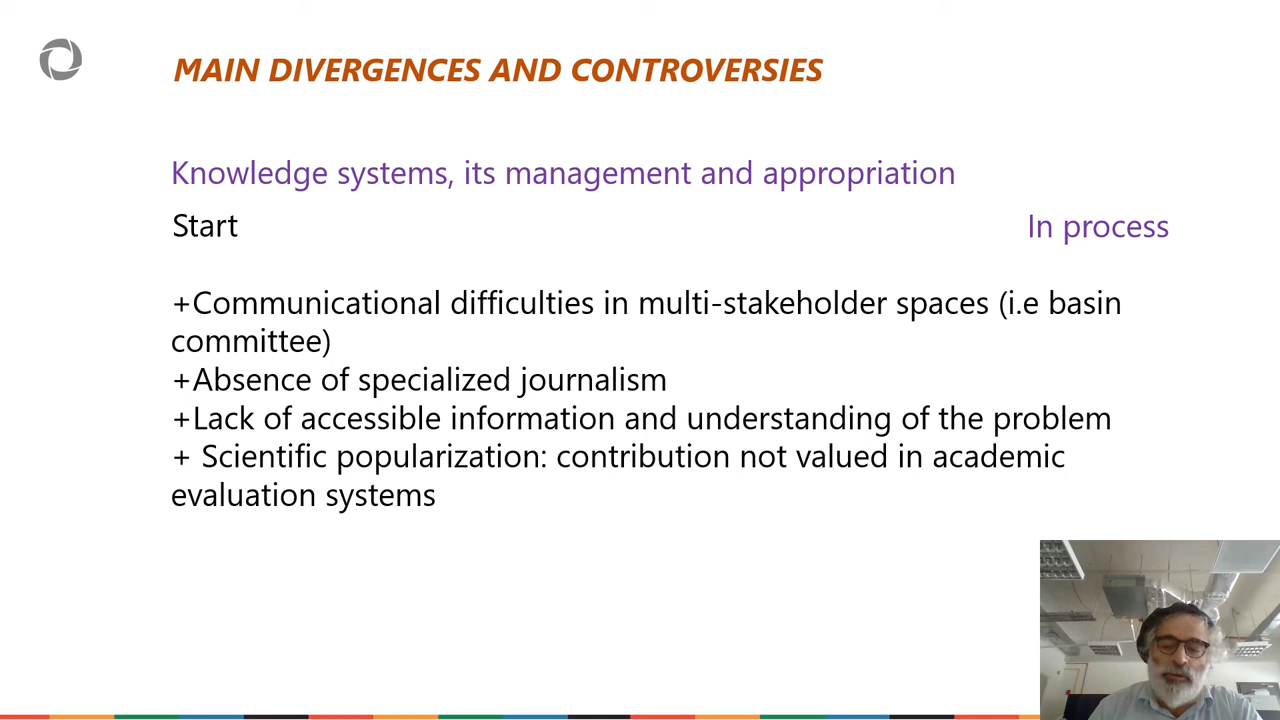 MAIN DIVERGENCES AND CONTROVERSIES
Knowledge systems, its management and appropriation
Start
In process
+Communicational difficulties in multi-stakeholder spaces (i.e basin
committee)
+Absence of specialized journalism
+Lack of accessible information and understanding of the problem
+ Scientific popularization: contribution not valued in academic
evaluation systems